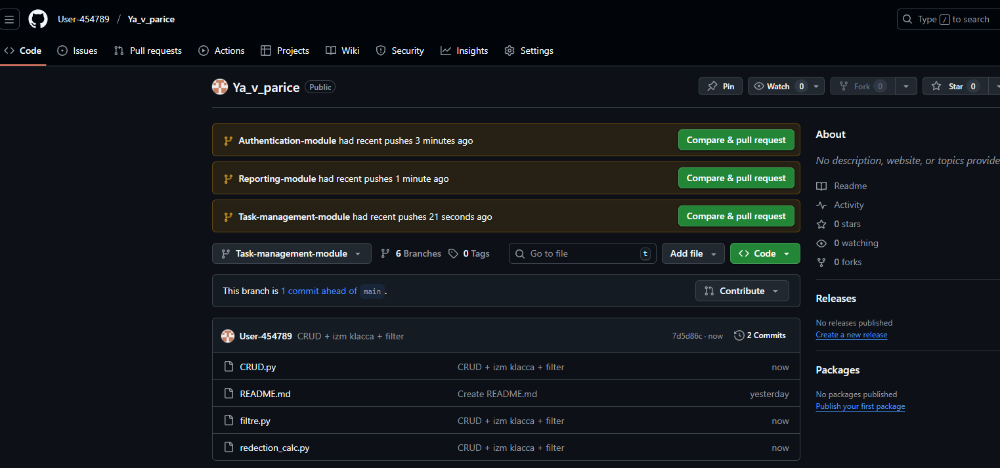 User-454789 / Ya_v_parice Type / to search
Code Issues Pull requests Actions Projects Wiki Security Insights Settings
Ya_v_parice Public Pin Watch 0 Fork 0 Star 0
Authentication-module had recent pushes 3 minutes ago Compare & pull request
Reporting-module had recent pushes 1 minute ago Compare & pull request
Task-management-module had recent pushes 21 seconds ago Compare & pull request
Task-management-module 6 Branches 0 Tags Go to file t Add file Code
This branch is 1 commit ahead of main . Contribute
User-454789 CRUD + izm klacca + filter 7d5d86c · now 2 Commits
CRUD.py CRUD + izm klacca + filter now
README.md Create README.md yesterday
filtre.py CRUD + izm klacca + filter now
redection_calc.py CRUD + izm klacca + filter now
About
No description, website, or topics provide
Readme
Activity
0 stars
0 watching
0 forks
Releases
No releases published
Create a new release
Packages
No packages published
Publish your first package